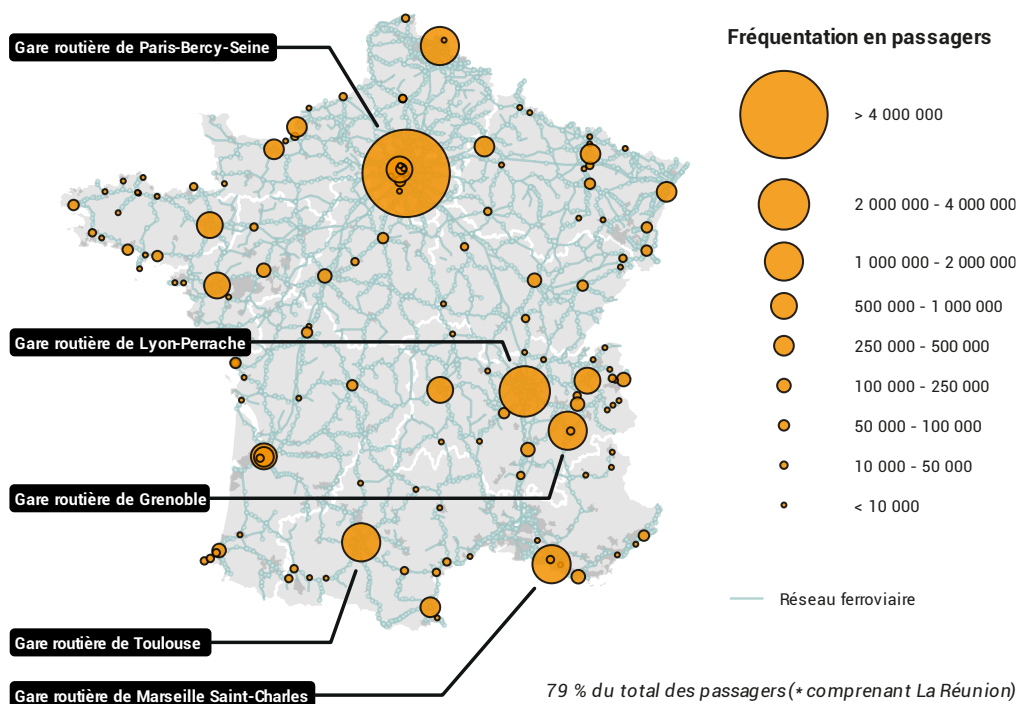 Gare routière de Paris-Bercy-Seine
Gare routière de Lyon-Perrache
Gare routière de Grenoble
Gare routière de Toulouse
Gare routière de Marseille Saint-Charles
Fréquentation en passagers
> 4 000 000
2 000 000 - 4 000 000
1 000 000 - 2 000 000
500 000 - 1 000 000
250 000 - 500 000
100 000 - 250 000
50 000 - 100 000
10 000 - 50 000
< 10 000
Réseau ferroviaire
79 % du total des passagers (* comprenant La Réunion)